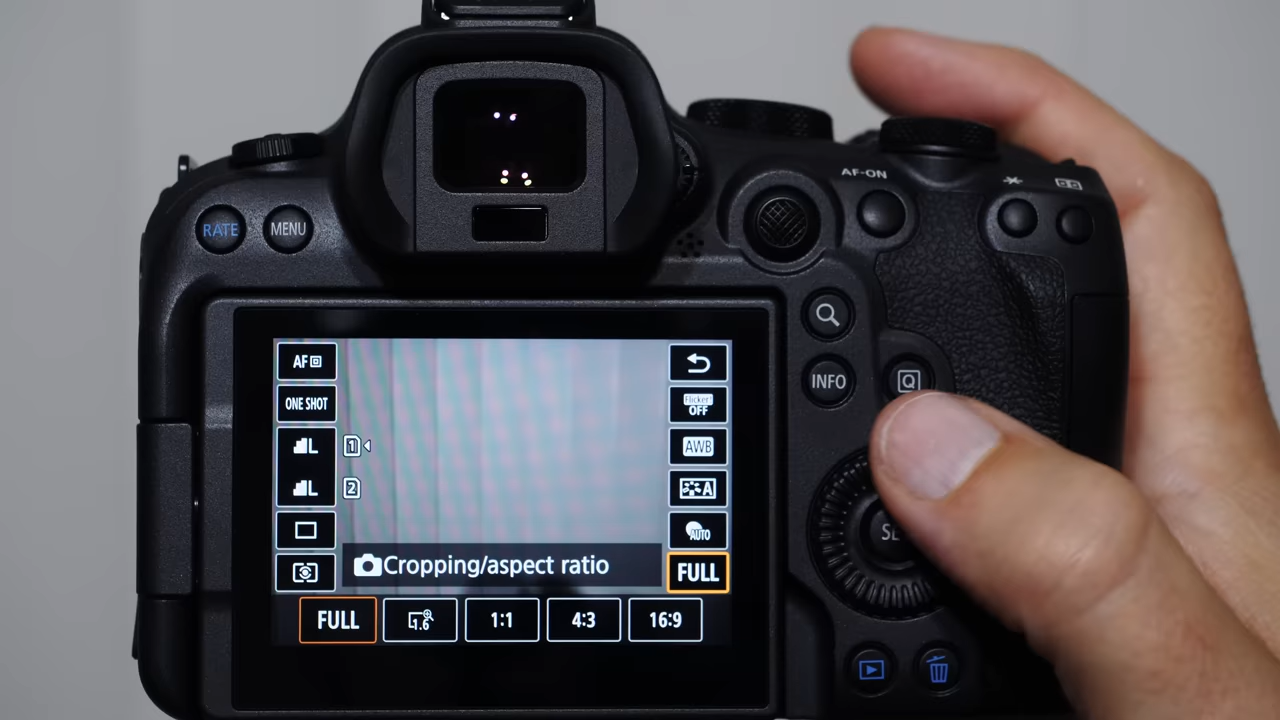 AF-ON
RATE
MENU
INFO
Q
AF
ONE SHOT
L
1
L
2
Flicker
OFF
AWB
A
AUTO
Cropping/aspect ratio
FULL
FULL
1.6
1:1
4:3
16:9